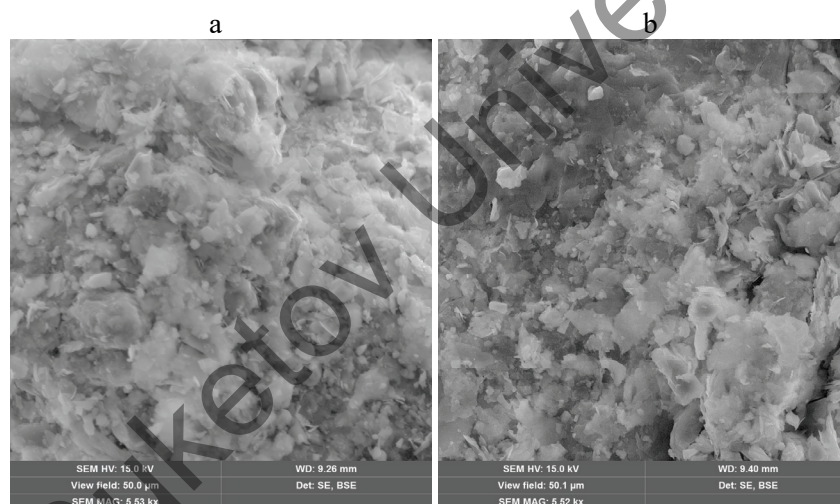 a
b
uketov Unive
SEM HV: 15.0 kV WD: 9.26 mm
View field: 50.0 µm Det: SE, BSE
SEM MAG: 5.53 kx
SEM HV: 15.0 kV WD: 9.40 mm
View field: 50.1 µm Det: SE, BSE
SEM MAG: 5.52 kx